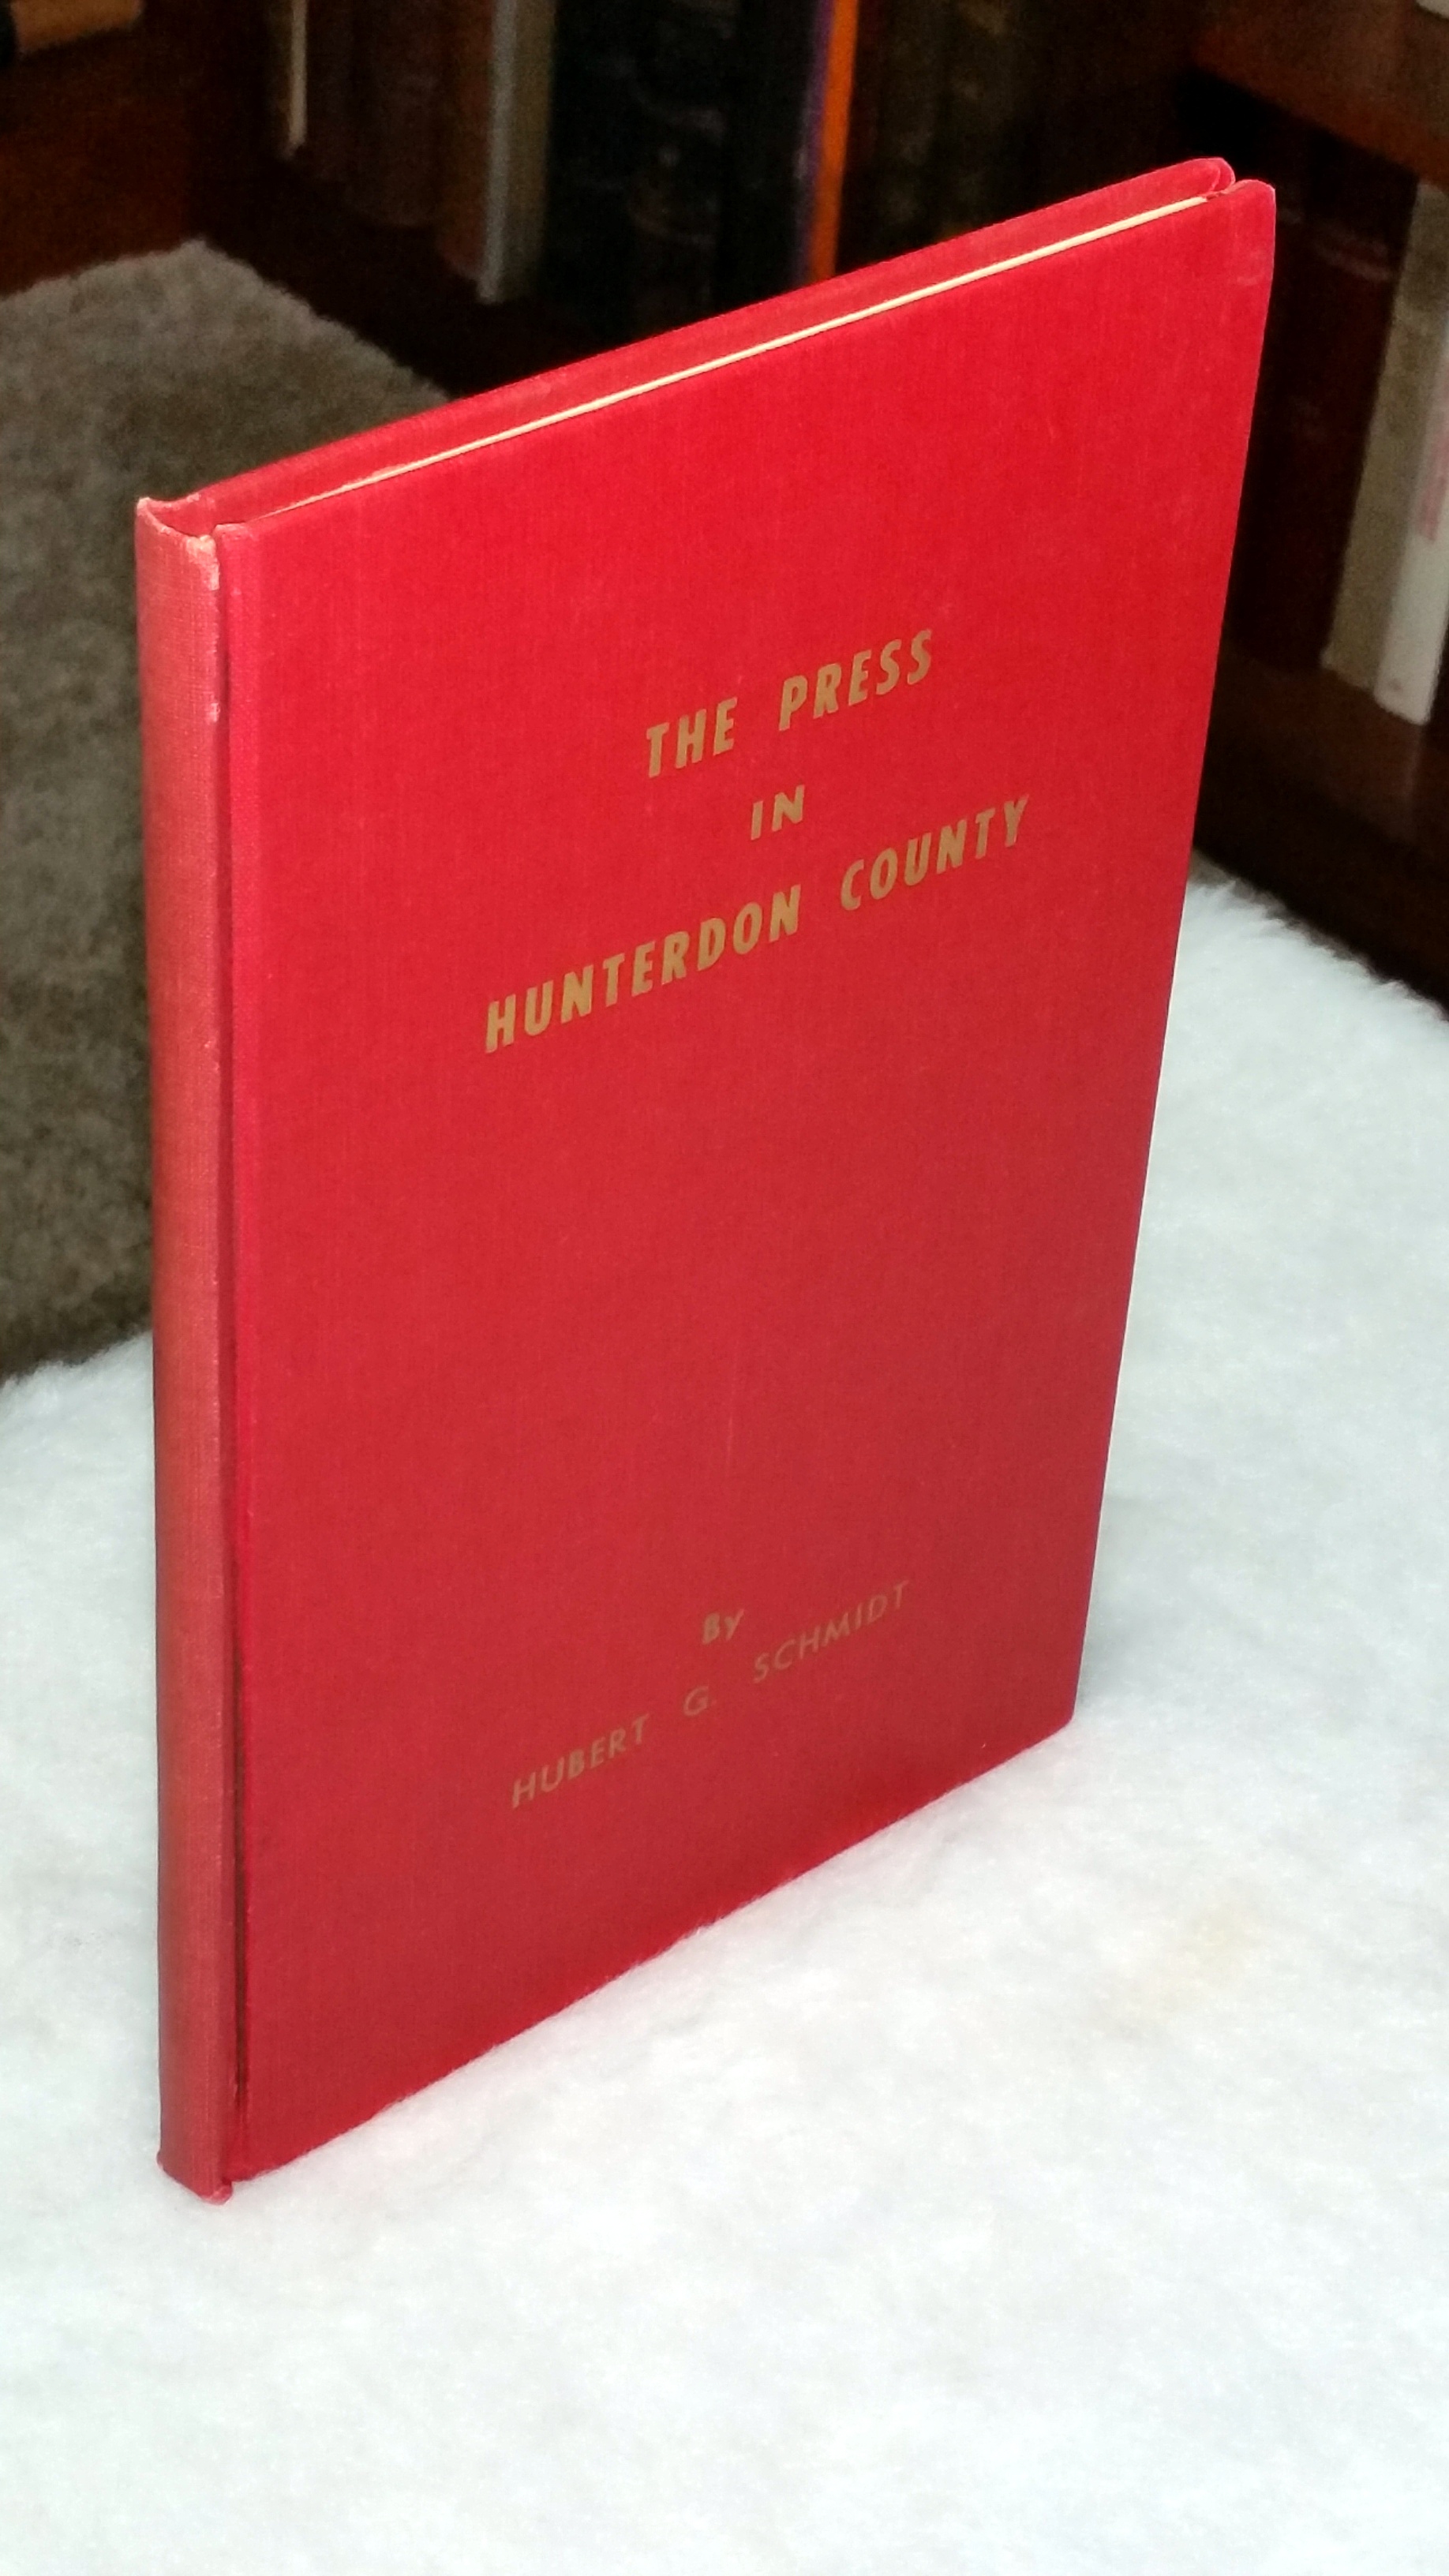 THE PRESS
IN
HUNTERDON COUNTY
By
HUBERT G. SCHMIDT